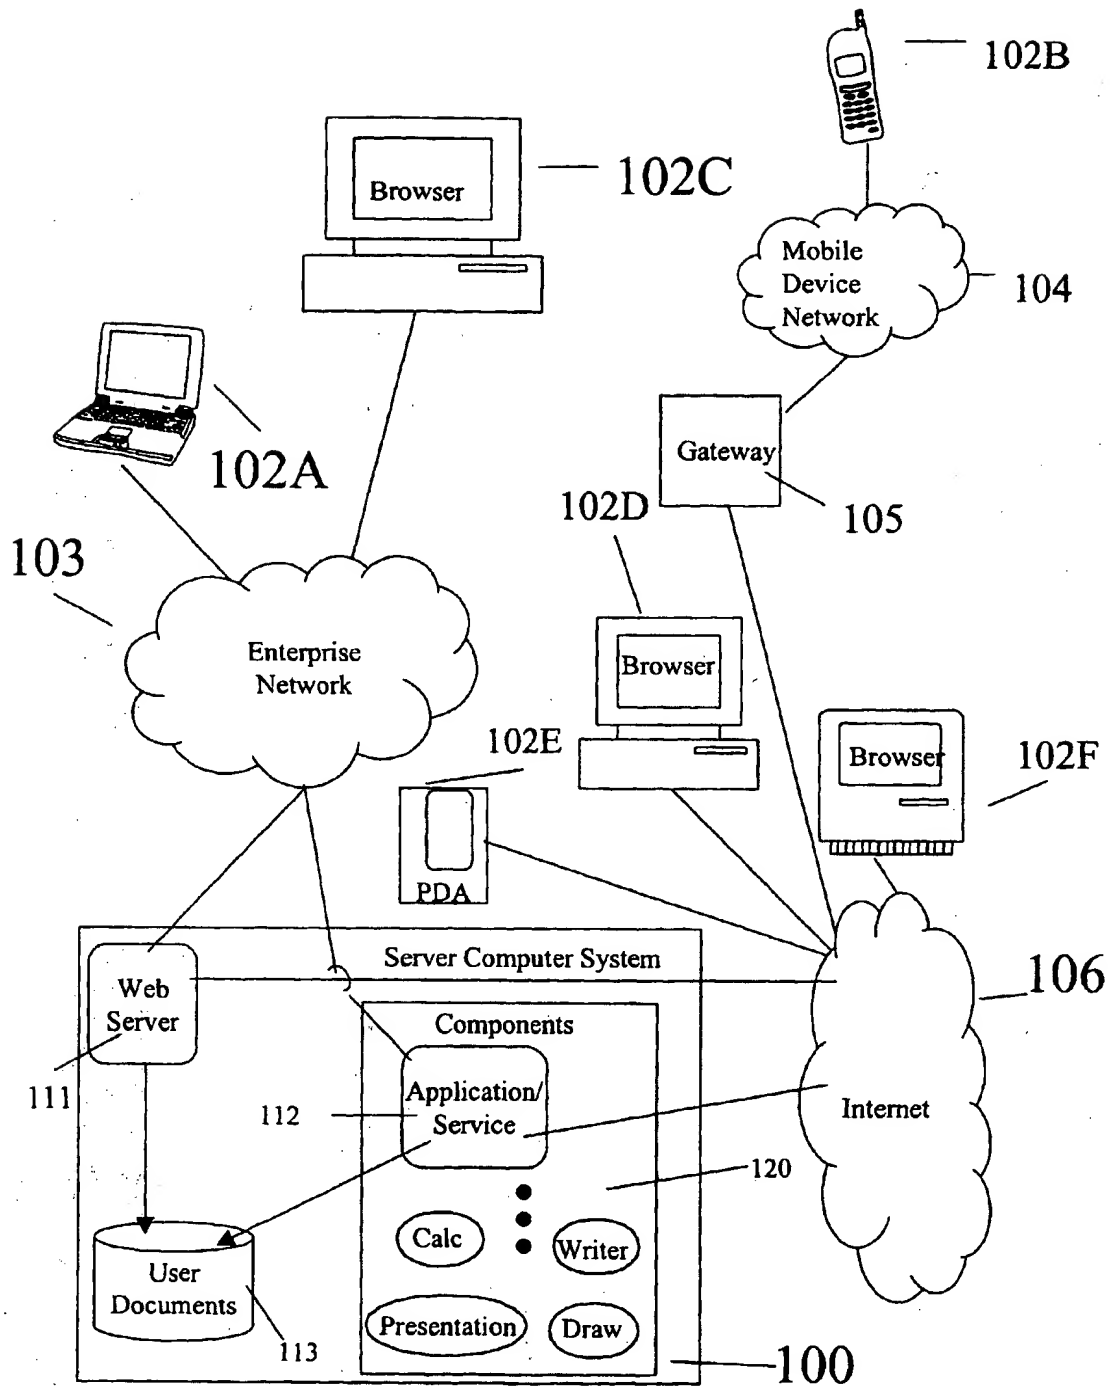 102B
Browser
102C
Mobile
Device
Network
104
102A
Gateway
105
102D
103
Enterprise
Network
Browser
102E
Browser
102F
PDA
Server Computer System
Web
Server
106
Components
111
112
Application/
Service
Internet
120
Calc
Writer
User
Documents
Presentation
Draw
113
100